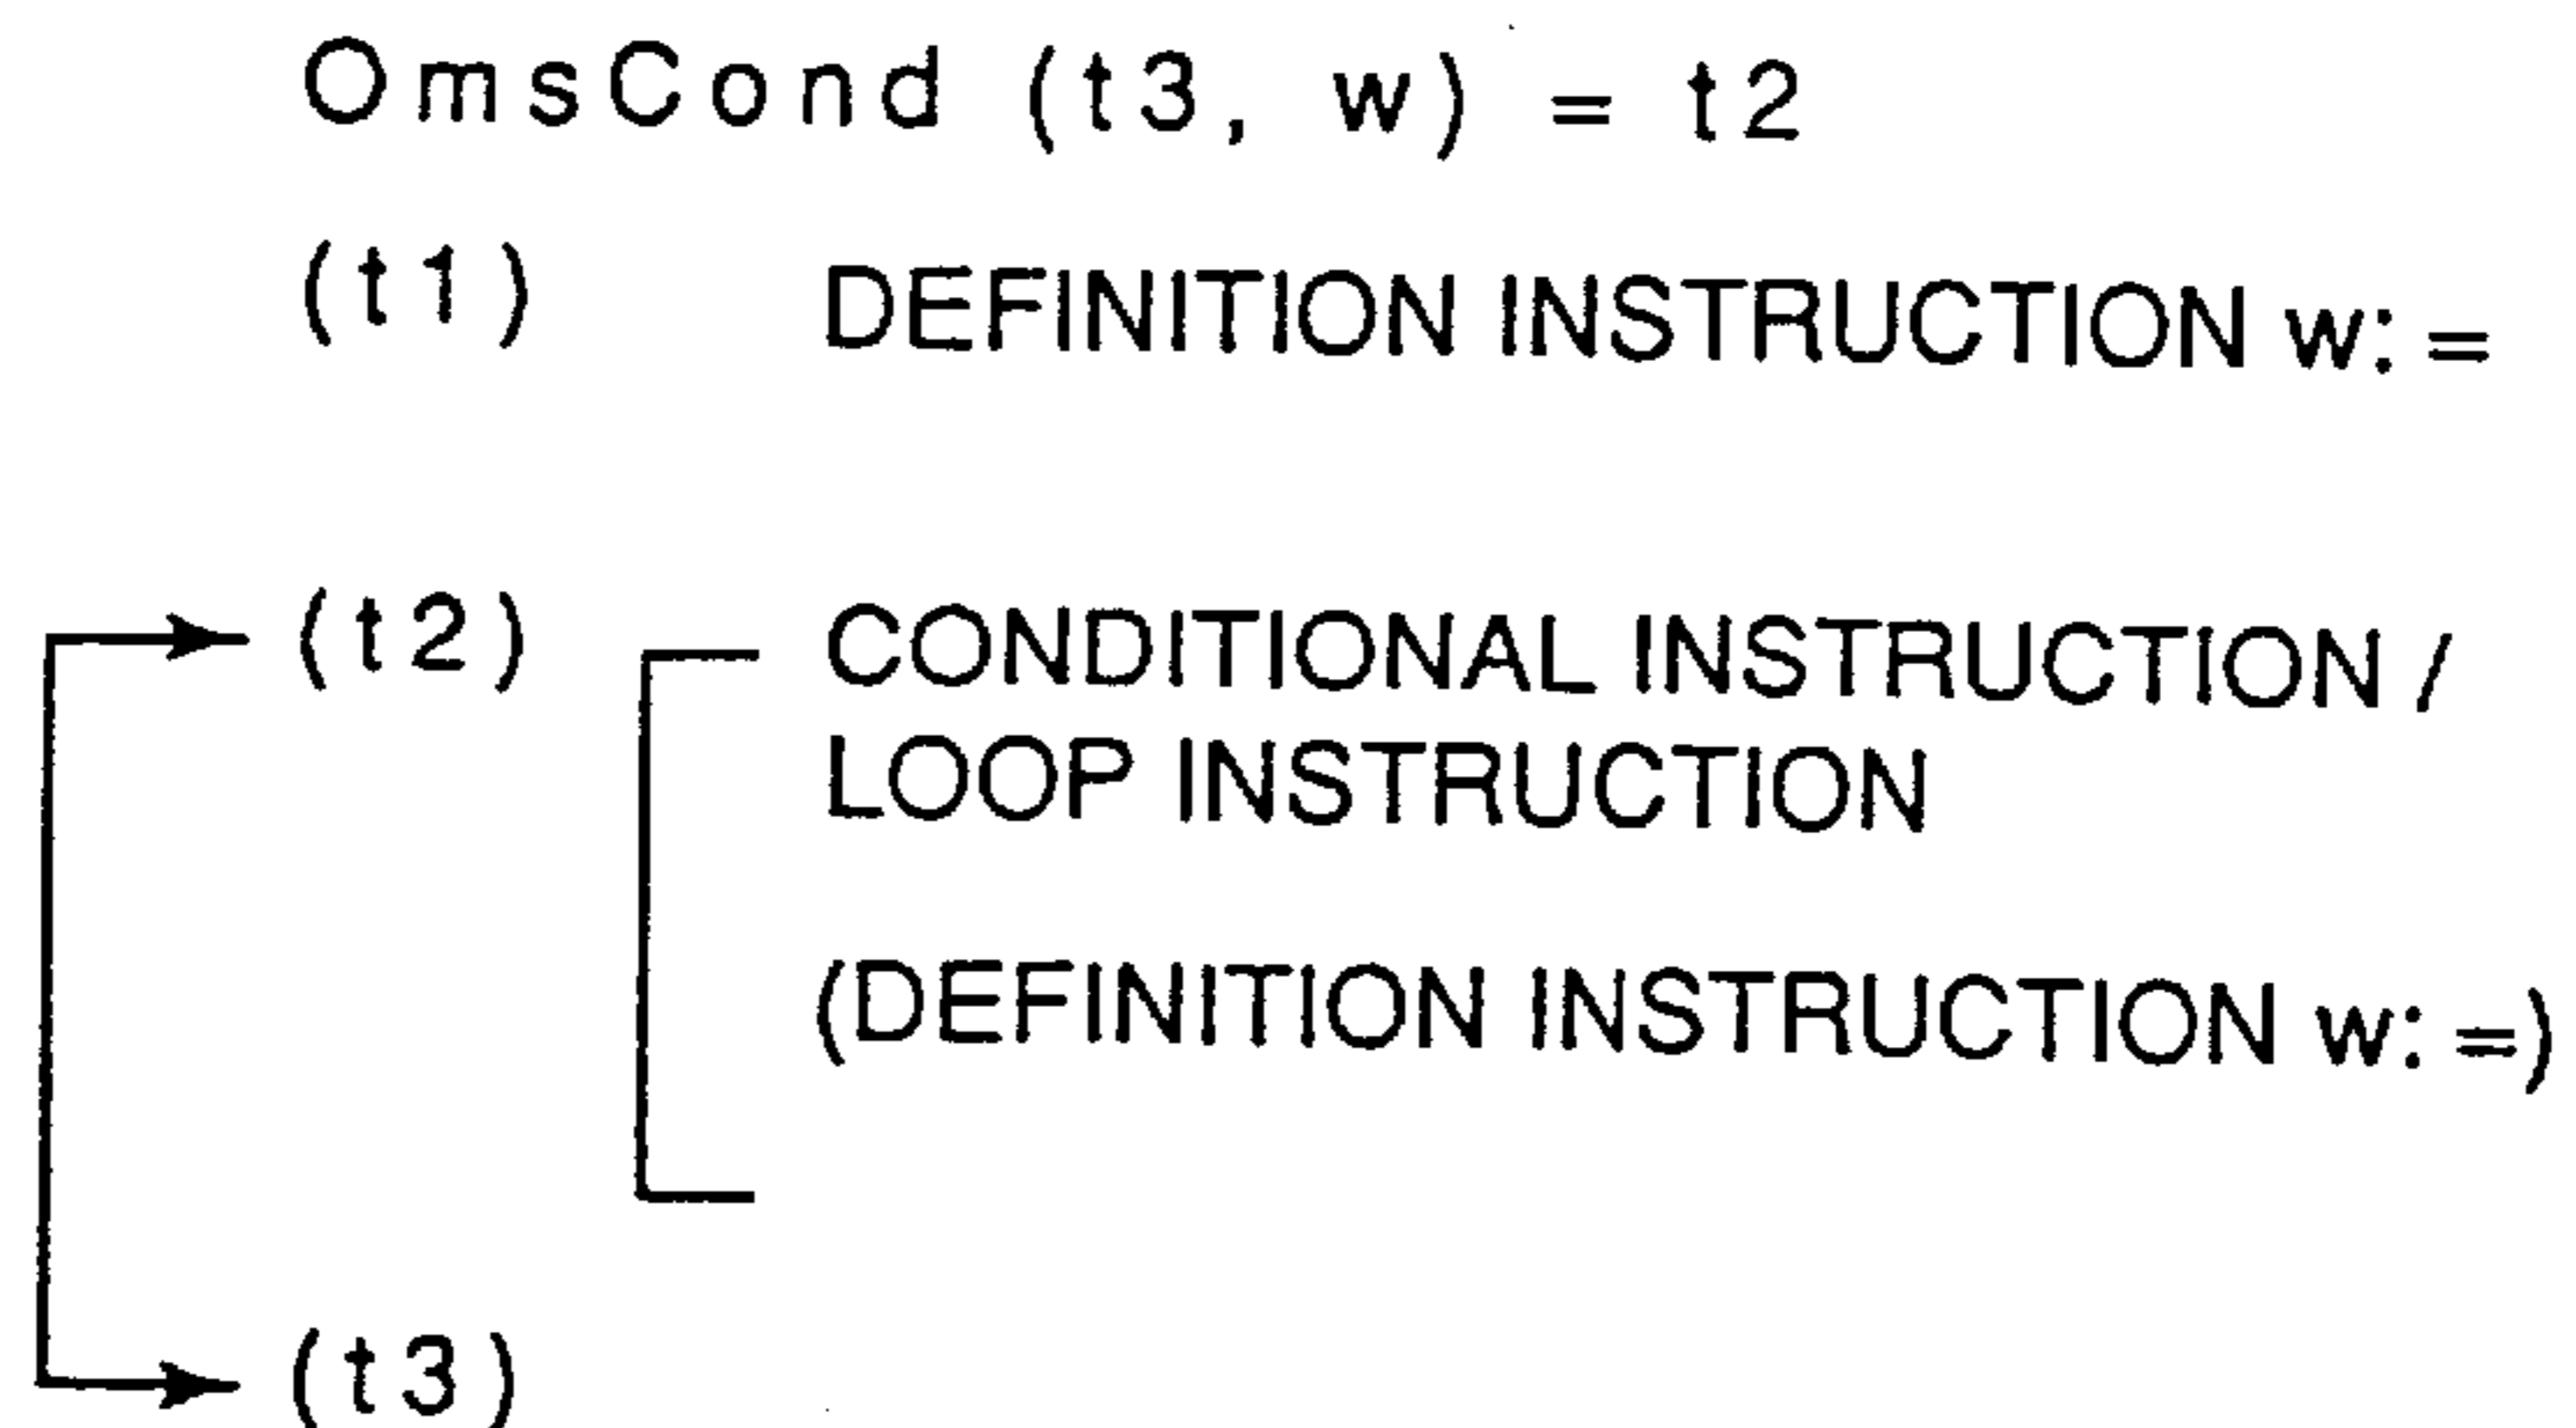 OmsCond (t3, w) = t2
(t1) DEFINITION INSTRUCTION w: =
(t2) CONDITIONAL INSTRUCTION /
LOOP INSTRUCTION
(DEFINITION INSTRUCTION w: =)
(t3)